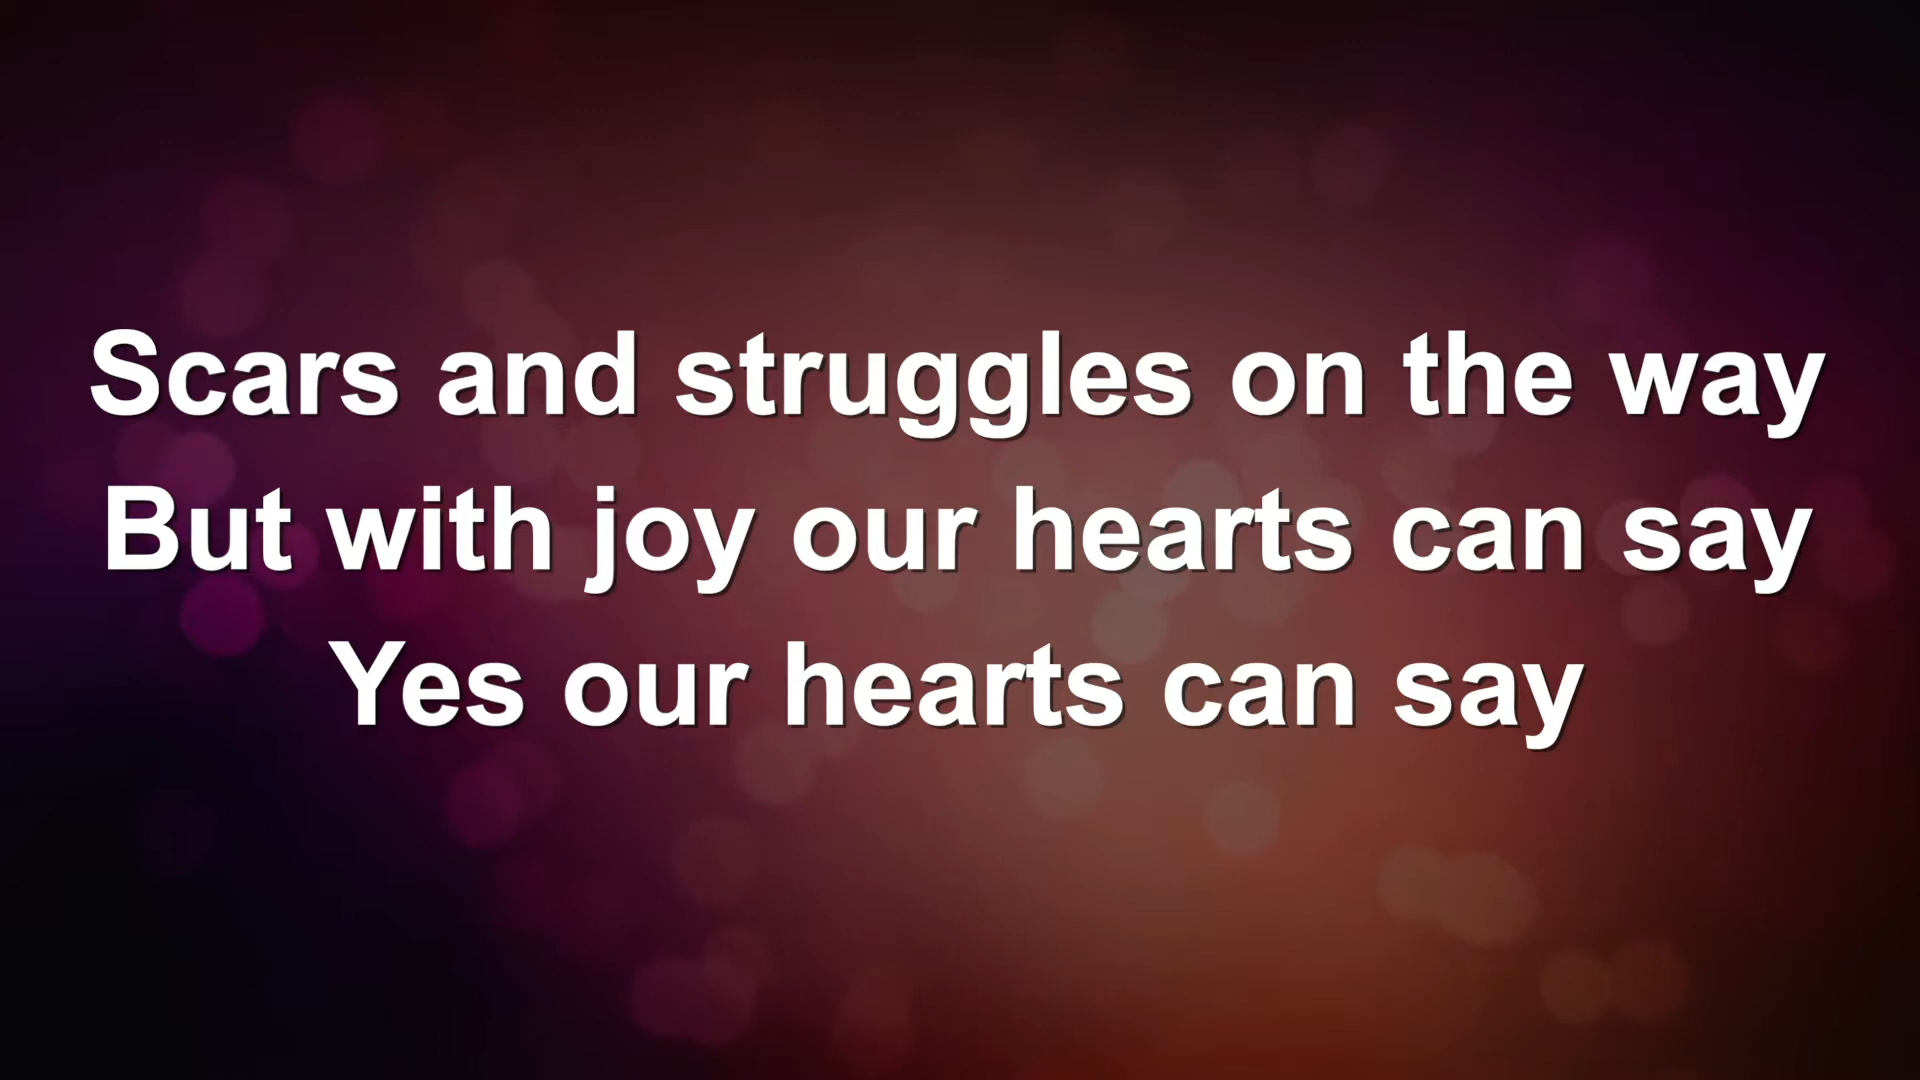 Scars and struggles on the way
But with joy our hearts can say
Yes our hearts can say